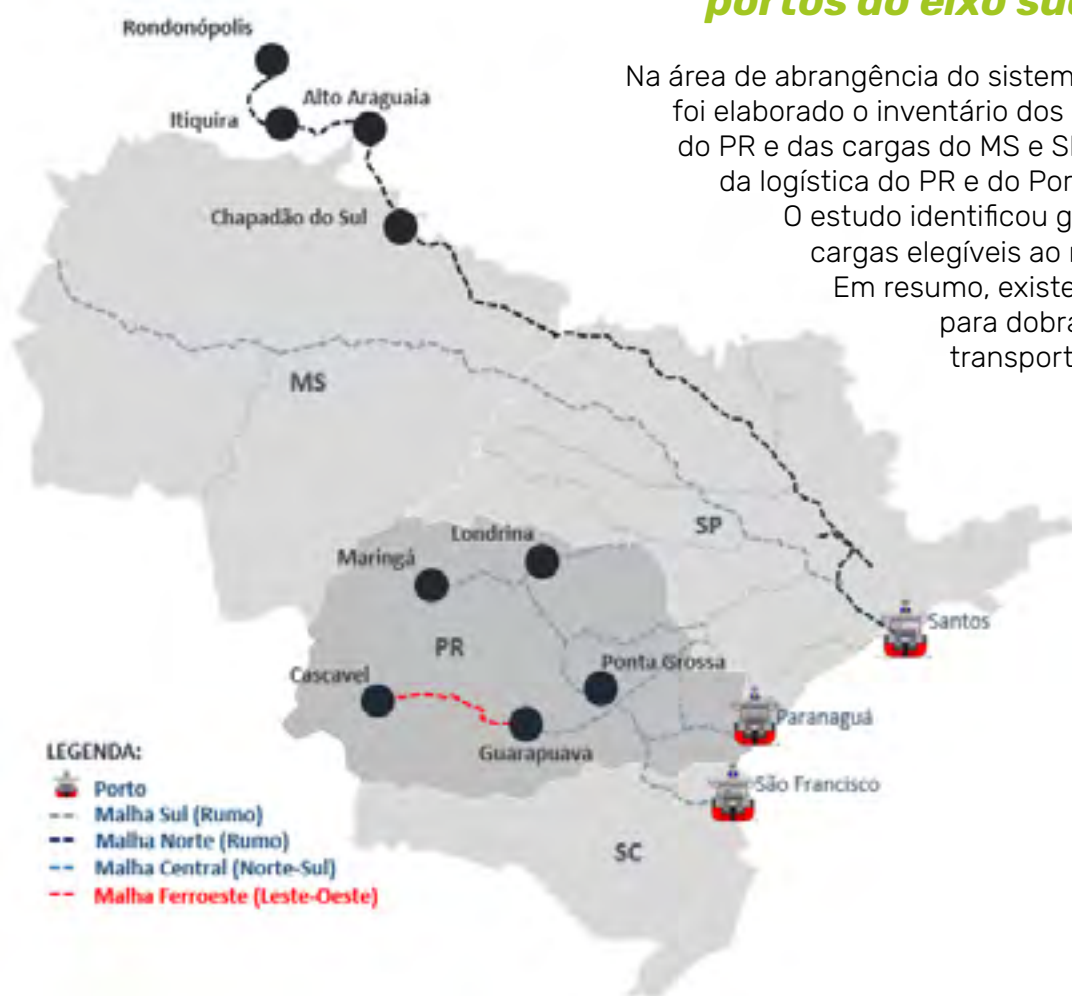 portos do eixo sud
Na área de abrangência do sistem
foi elaborado o inventário dos
do PR e das cargas do MS e S
da logística do PR e do Por
O estudo identificou g
cargas elegíveis ao
Em resumo, existe
para dobra
transport
Rondonópolis
Itiquira
Alto Araguaia
Chapadão do Sul
MS
SP
Londrina
Maringá
PR
Cascavel
Ponta Grossa
Guarapuava
Santos
Paranaguá
São Francisco
SC
LEGENDA:
Porto
Malha Sul (Rumo)
Malha Norte (Rumo)
Malha Central (Norte-Sul)
Malha Ferroeste (Leste-Oeste)